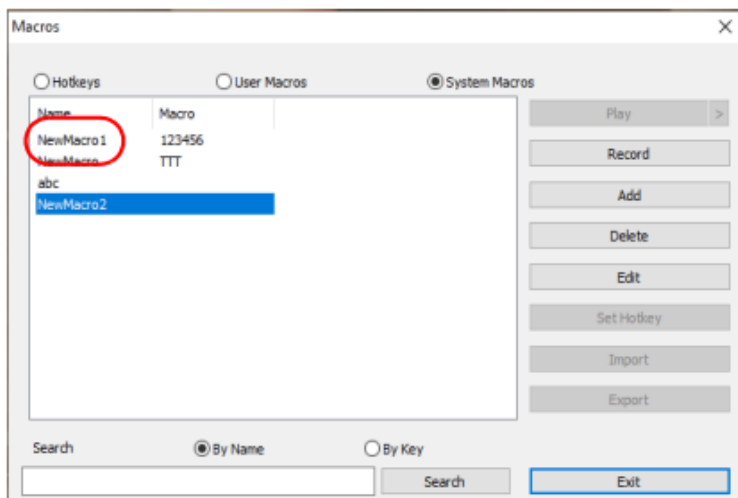 Macros
Hotkeys User Macros System Macros
Name Macro
Play >
NewMacro1 123456
Record
NewMacro TTT
abc
Add
NewMacro2
Delete
Edit
Set Hotkey
Import
Export
Search By Name By Key
Search Exit